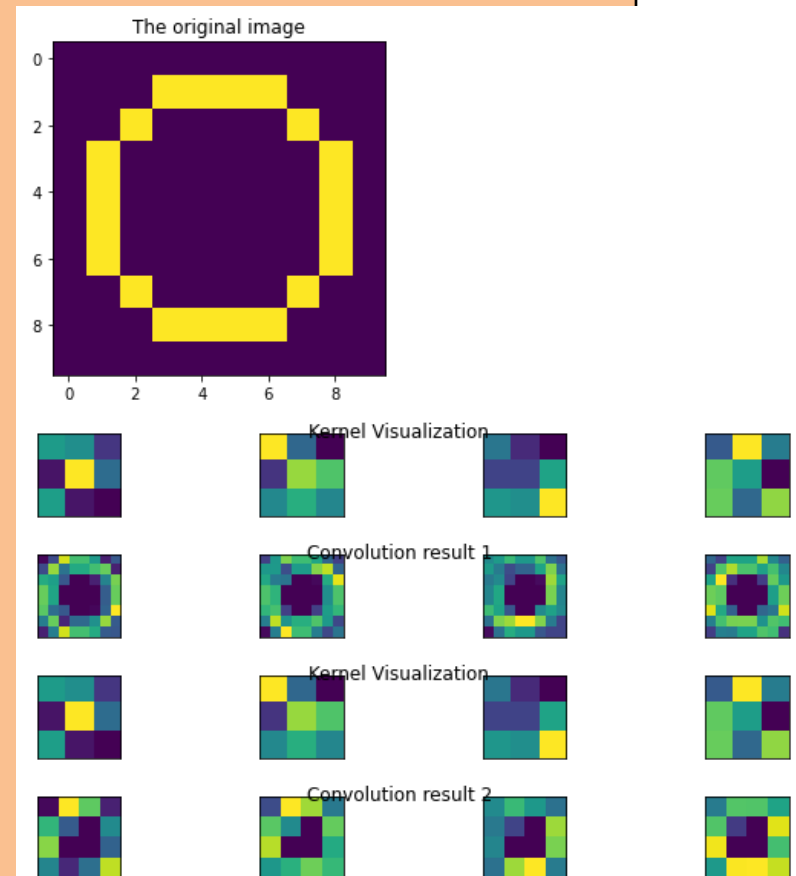 The original image
0
2
4
6
8
0 2 4 6 8
Kernel Visualization
Convolution result 1
Kernel Visualization
Convolution result 2